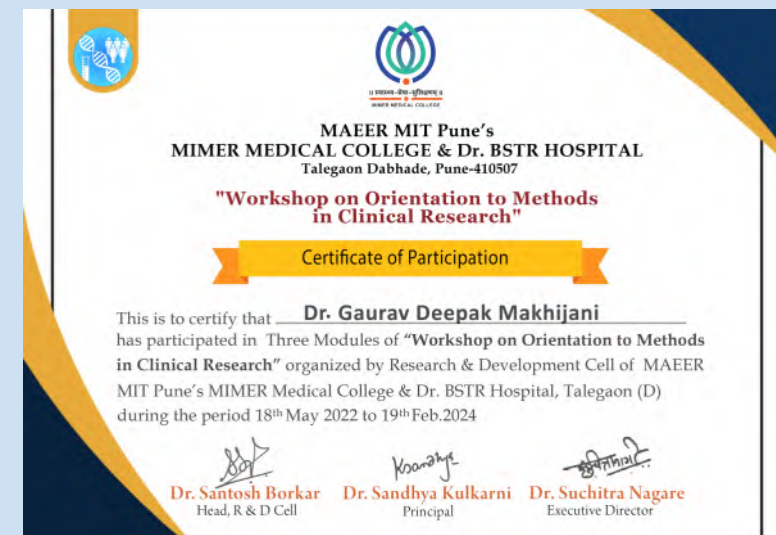 ॥ स्वास्थ्य-सेवा-सुशिक्षणम् ॥
MIMER MEDICAL COLLEGE
MAEER MIT Pune's
MIMER MEDICAL COLLEGE & Dr. BSTR HOSPITAL
Talegaon Dabhade, Pune-410507
"Workshop on Orientation to Methods
in Clinical Research"
Certificate of Participation
This is to certify that Dr. Gaurav Deepak Makhijani
has participated in Three Modules of “Workshop on Orientation to Methods
in Clinical Research” organized by Research & Development Cell of MAEER
MIT Pune’s MIMER Medical College & Dr. BSTR Hospital, Talegaon (D)
during the period 18th May 2022 to 19th Feb.2024
Dr. Santosh Borkar Dr. Sandhya Kulkarni Dr. Suchitra Nagare
Head, R & D Cell Principal Executive Director